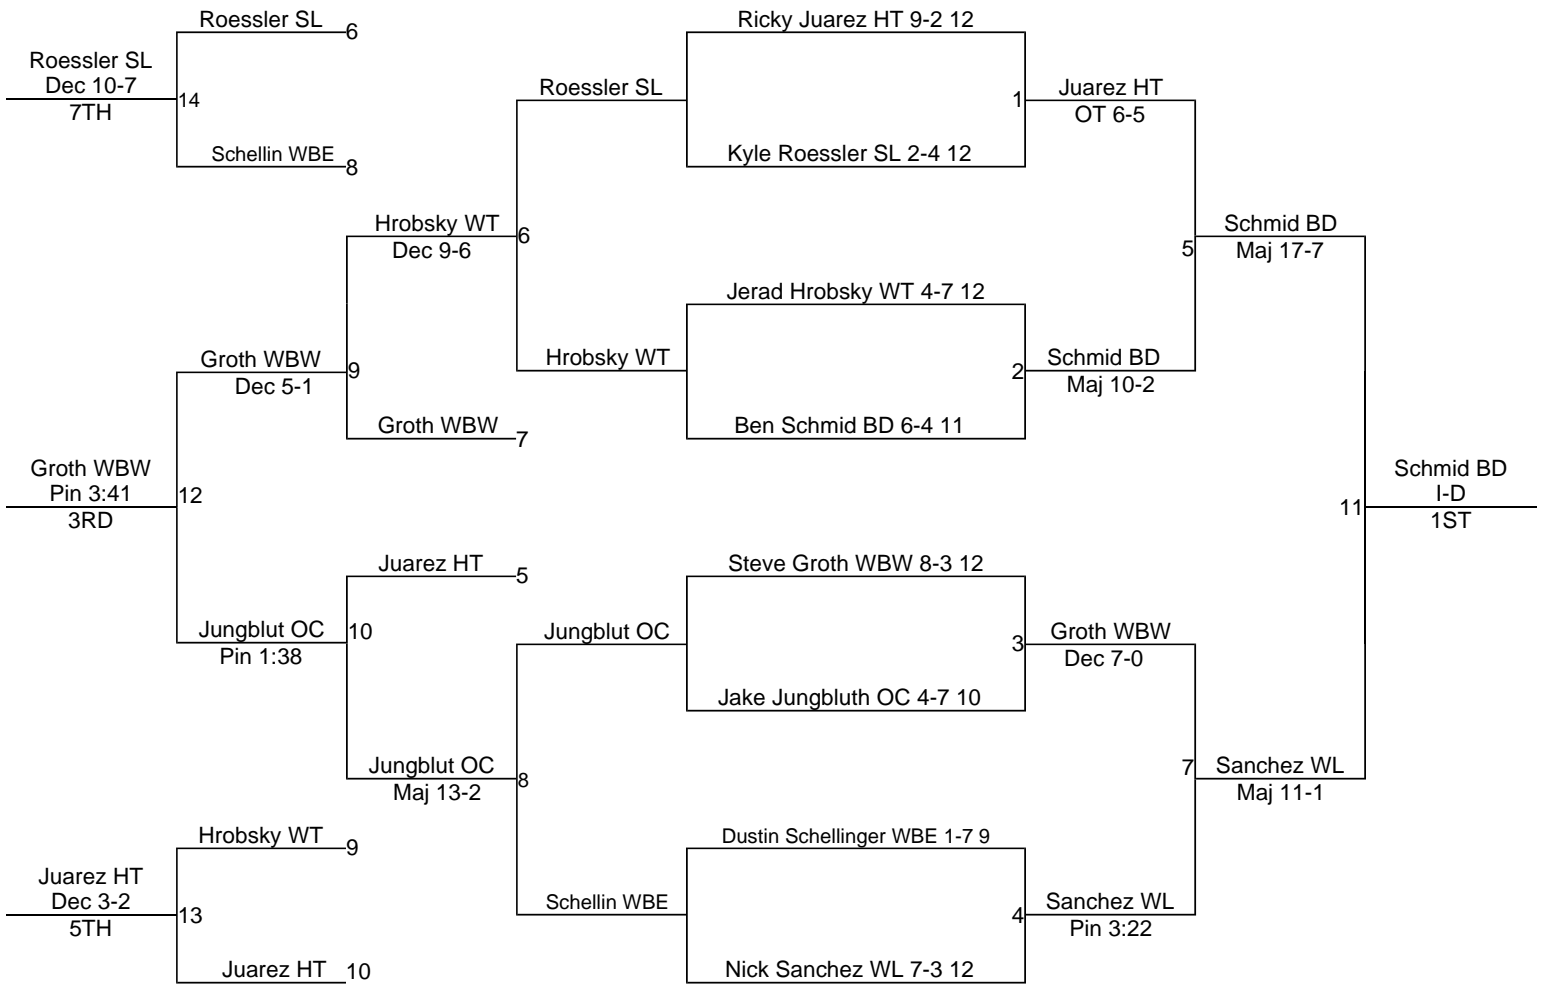 Roessler SL
6
Roessler SL
Dec 10-7
7TH
14
Schellin WBE
8
Roessler SL
Ricky Juarez HT 9-2 12
1
Kyle Roessler SL 2-4 12
Juarez HT
OT 6-5
Hrobsky WT
Dec 9-6
6
Schmid BD
Maj 17-7
5
Jerad Hrobsky WT 4-7 12
Hrobsky WT
2
Schmid BD
Maj 10-2
Ben Schmid BD 6-4 11
Groth WBW
Dec 5-1
9
Groth WBW
7
Groth WBW
Pin 3:41
3RD
12
Schmid BD
I-D
1ST
11
Juarez HT
5
Steve Groth WBW 8-3 12
Jungblut OC
Pin 1:38
10
Jungblut OC
3
Groth WBW
Dec 7-0
Jake Jungbluth OC 4-7 10
Jungblut OC
Maj 13-2
8
7
Sanchez WL
Maj 11-1
Hrobsky WT
9
Dustin Schellinger WBE 1-7 9
Juarez HT
Dec 3-2
5TH
13
Schellin WBE
4
Sanchez WL
Pin 3:22
Juarez HT
10
Nick Sanchez WL 7-3 12